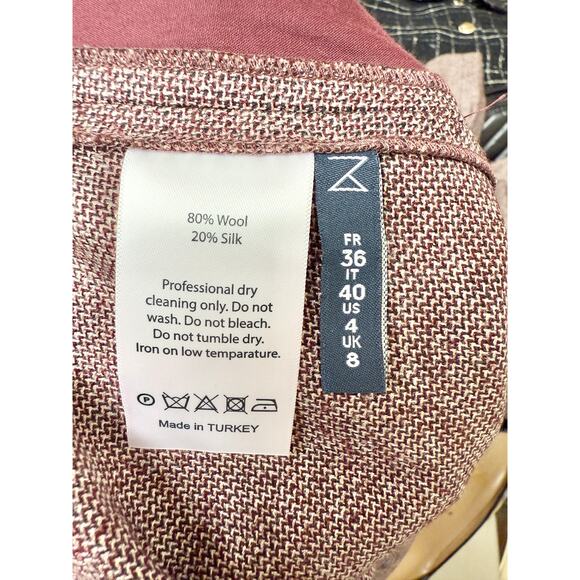 80% Wool
20% Silk
Professional dry
cleaning only. Do not
wash. Do not bleach.
Do not tumble dry.
Iron on low temparature.
P
Made in TURKEY
FR
36
IT
40
US
4
UK
8